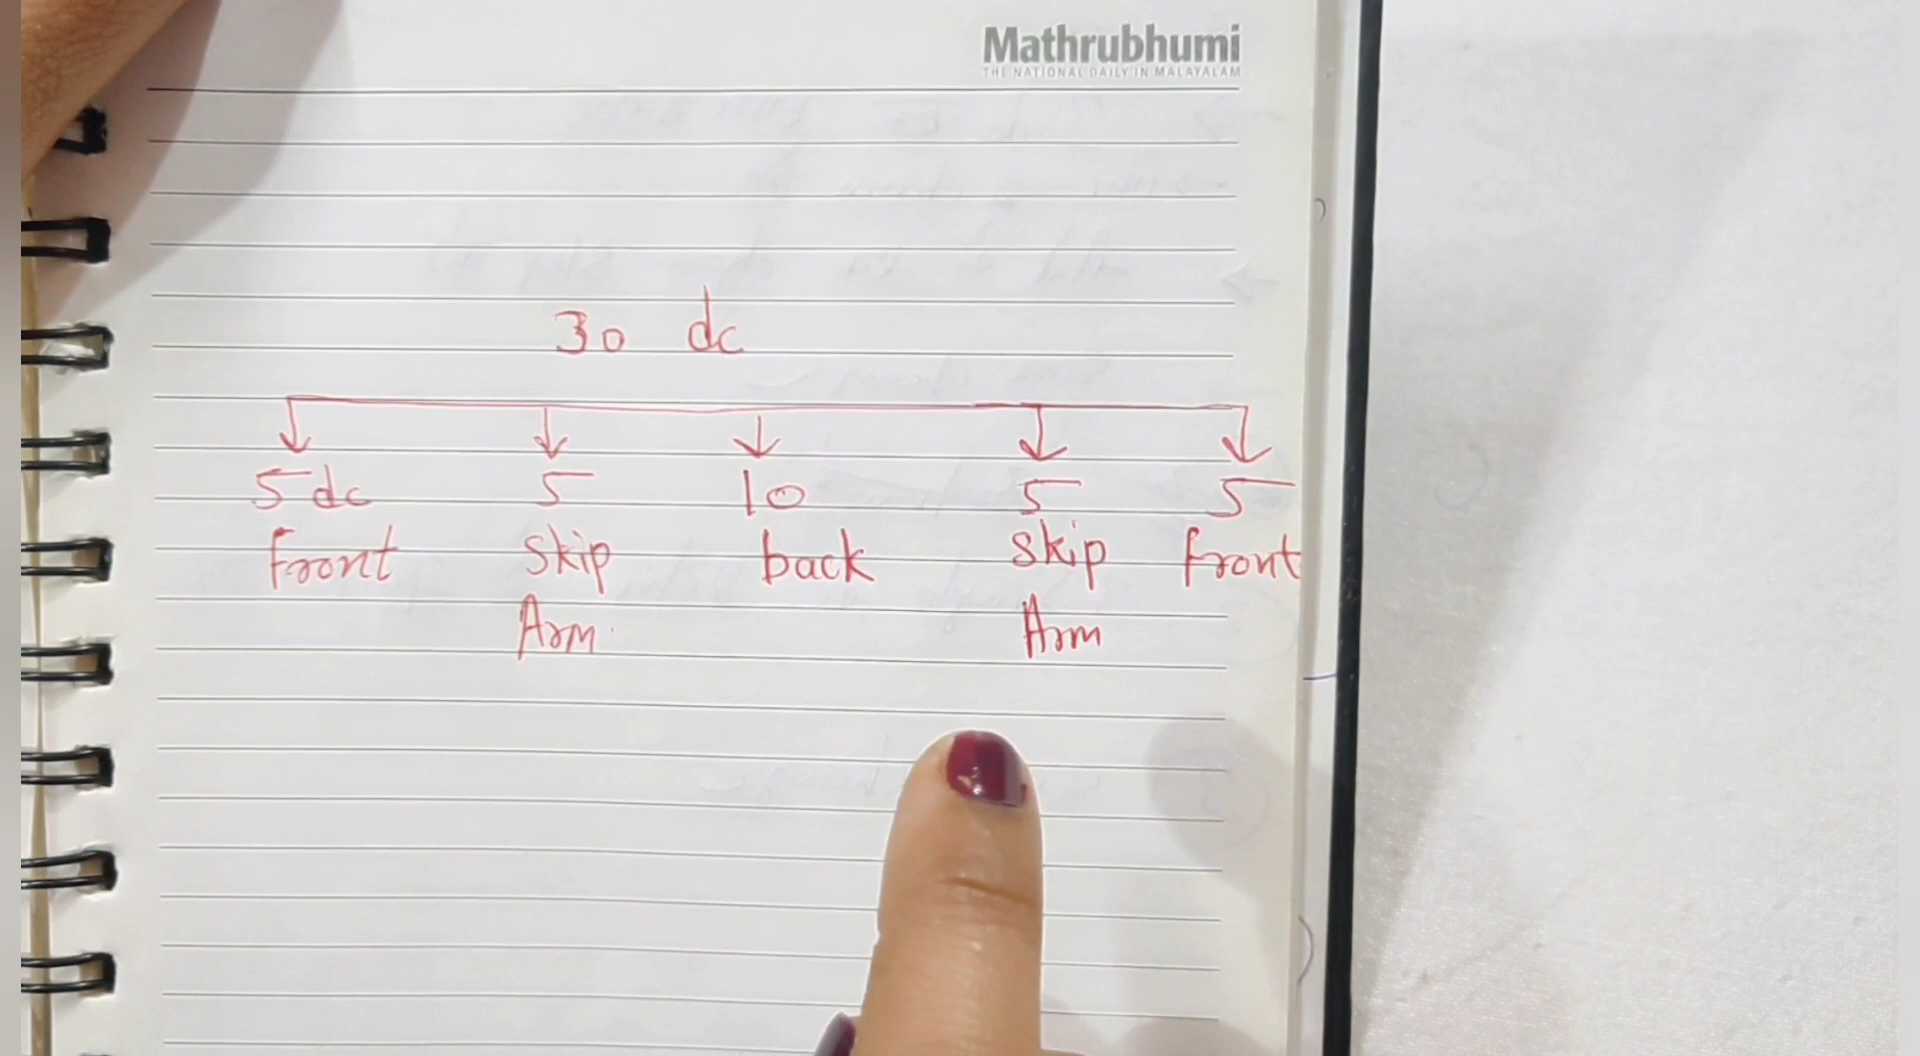 Mathrubhumi
THE NATIONAL DAILY IN MALAYALAM
30 dc
5 dc 5 10 5 5
Front Skip back Skip front
Arm. Arm